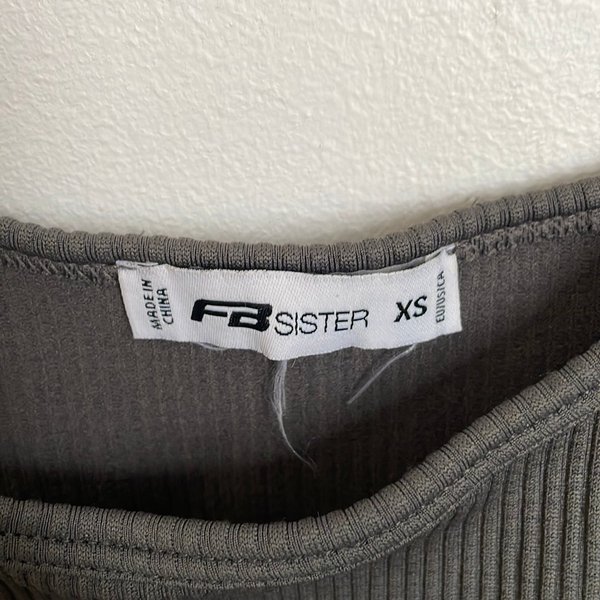 MADE IN
CHINA
FB SISTER
XS
EU/US/CA